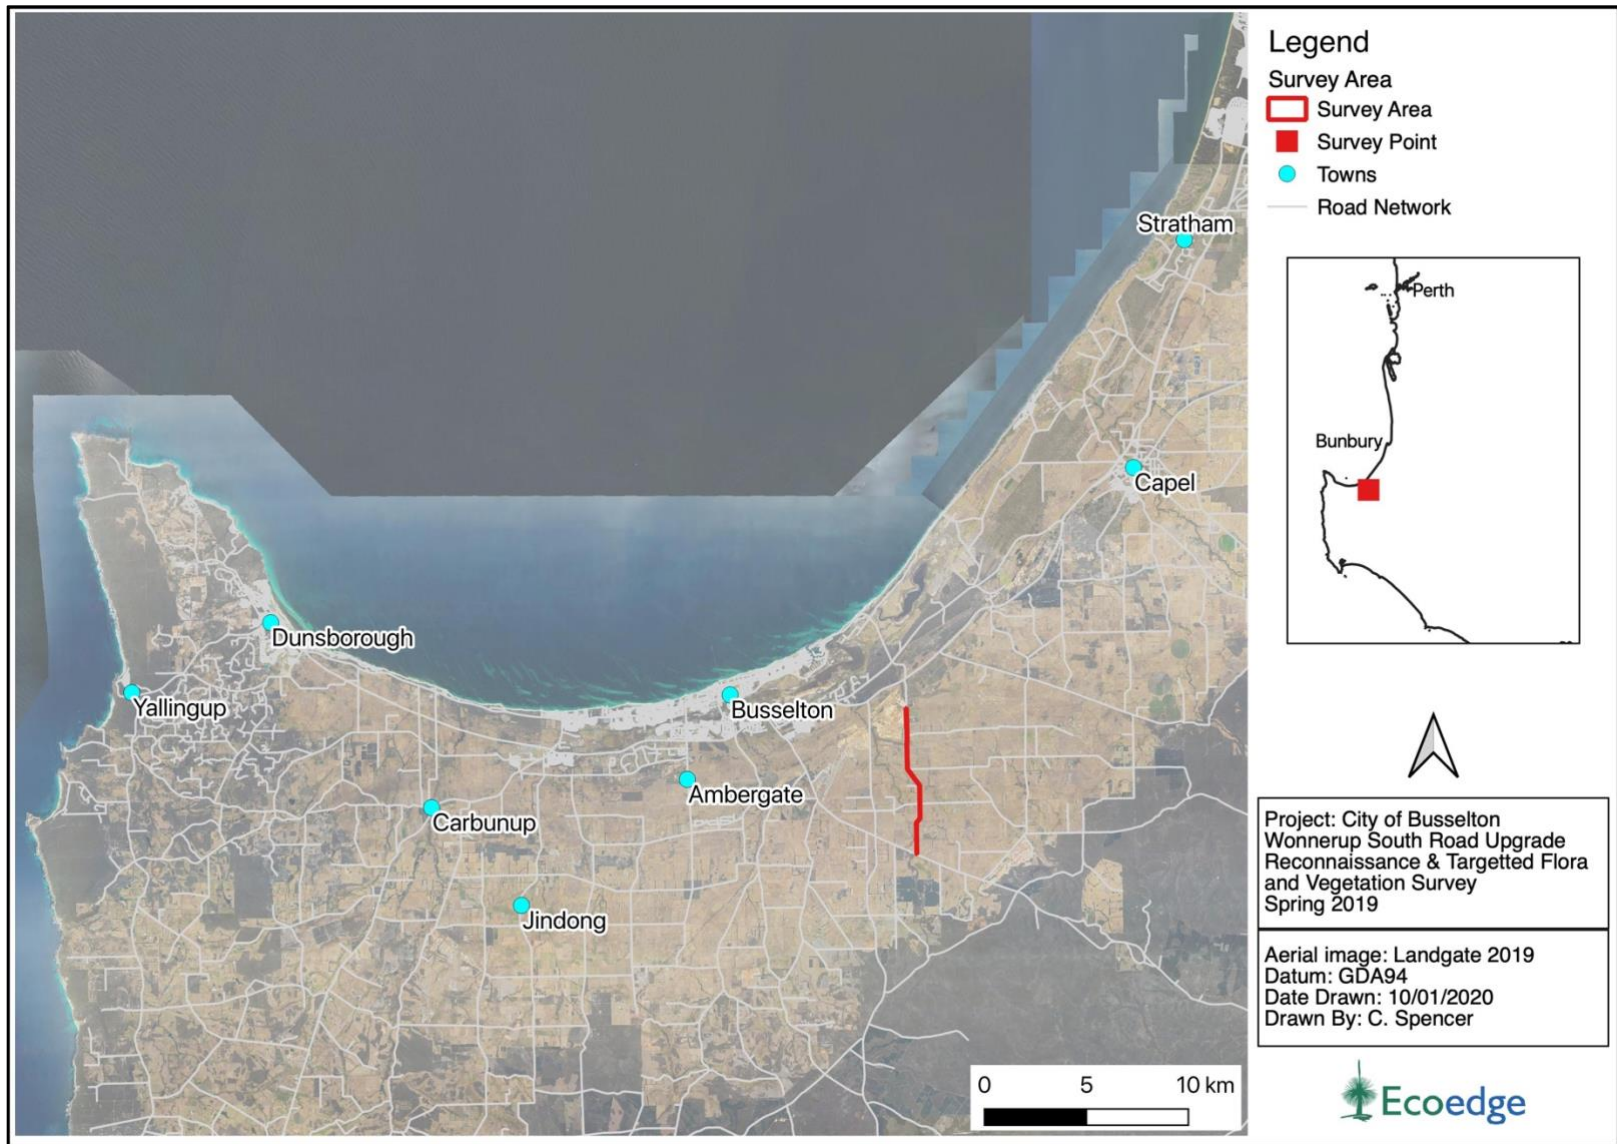 Stratham
Capel
Dunsborough
Yallingup
Busselton
Ambergate
Carbunup
Jindong
0 5 10 km
Legend
Survey Area
Survey Area
Survey Point
Towns
Road Network
Perth
Bunbury
Project: City of Busselton
Wonnerup South Road Upgrade
Reconnaissance & Targetted Flora
and Vegetation Survey
Spring 2019
Aerial image: Landgate 2019
Datum: GDA94
Date Drawn: 10/01/2020
Drawn By: C. Spencer
Ecoedge